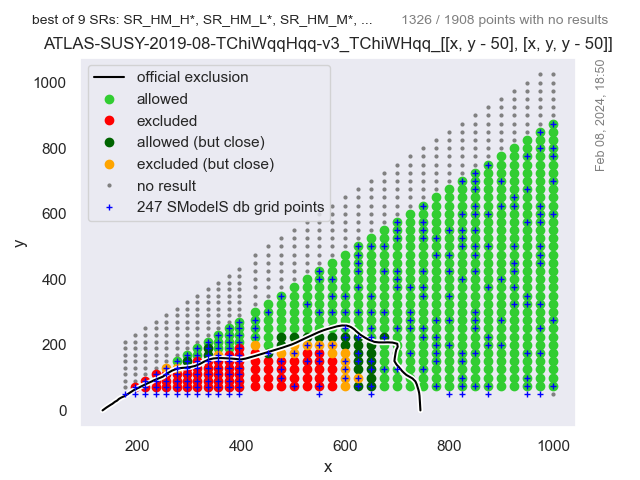 best of 9 SRs: SR_HM_H*, SR_HM_L*, SR_HM_M*, ...
1326 / 1908 points with no results
ATLAS-SUSY-2019-08-TChiWqqHqq-v3_TChiWHqq_[[x, y - 50], [x, y, y - 50]]
official exclusion
allowed
excluded
allowed (but close)
excluded (but close)
no result
247 SModelS db grid points
Feb 08, 2024, 18:50
1000
800
600
400
200
0
y
200
400
600
800
1000
x